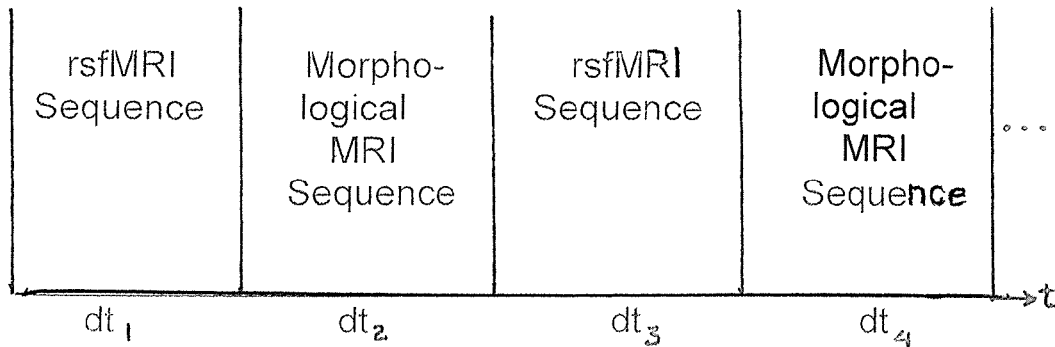 rsfMRI
Sequence
Morpho-
logical
MRI
Sequence
rsfMRI
Sequence
Morpho-
logical
MRI
Sequence
...
t
dt₁
dt₂
dt₃
dt₄